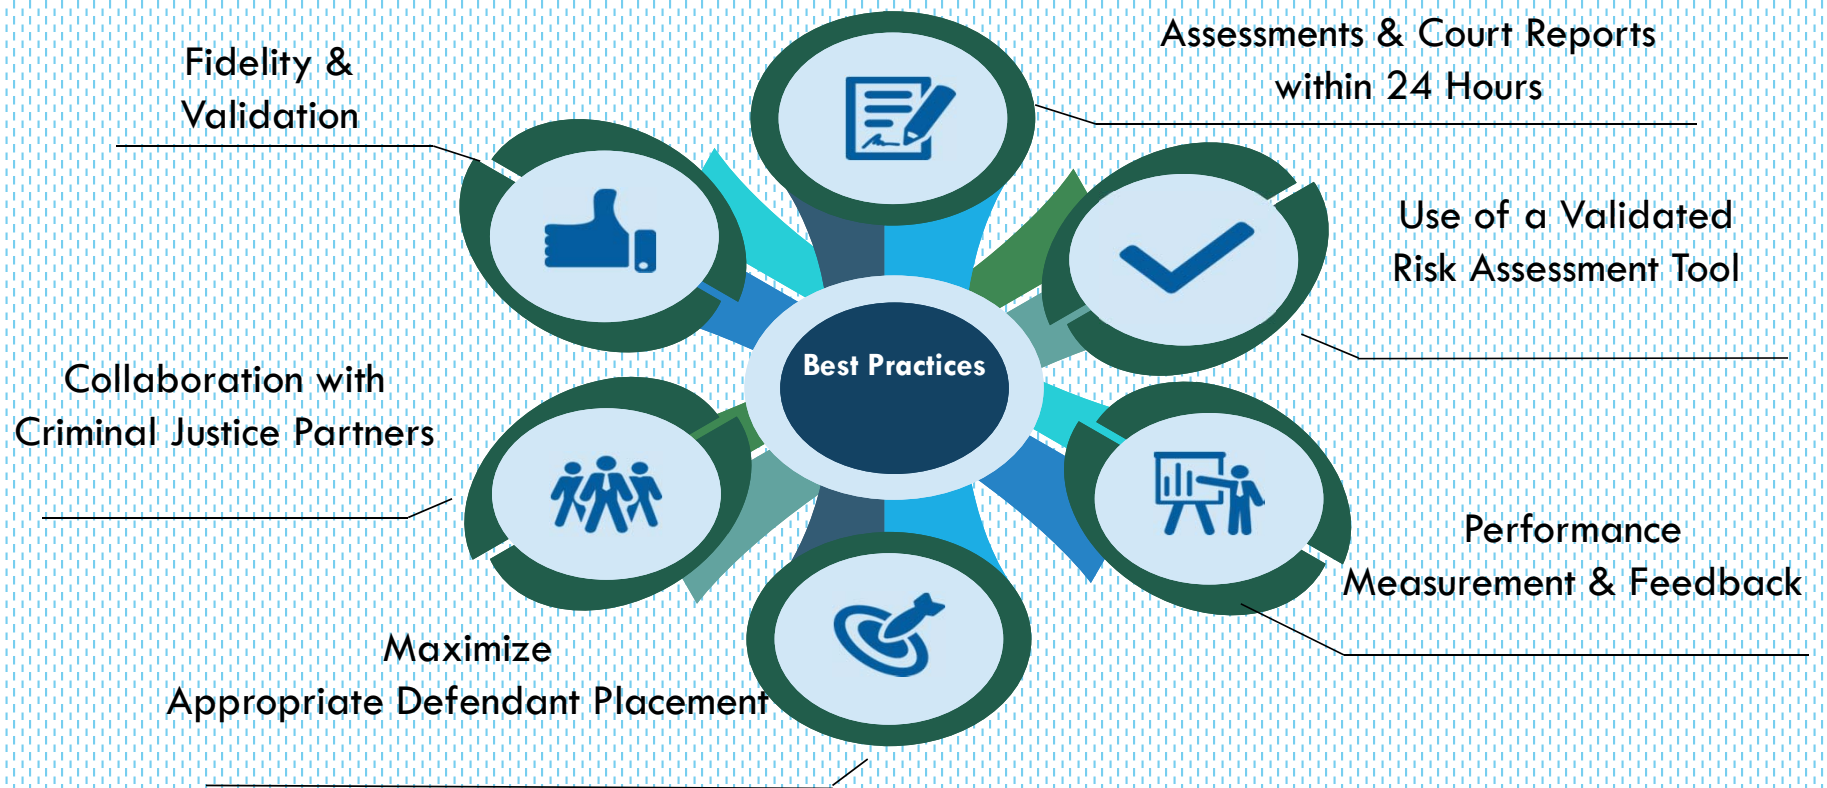 Fidelity &
Validation
Assessments & Court Reports
within 24 Hours
Use of a Validated
Risk Assessment Tool
Best Practices
Collaboration with
Criminal Justice Partners
Performance
Measurement & Feedback
Maximize
Appropriate Defendant Placement